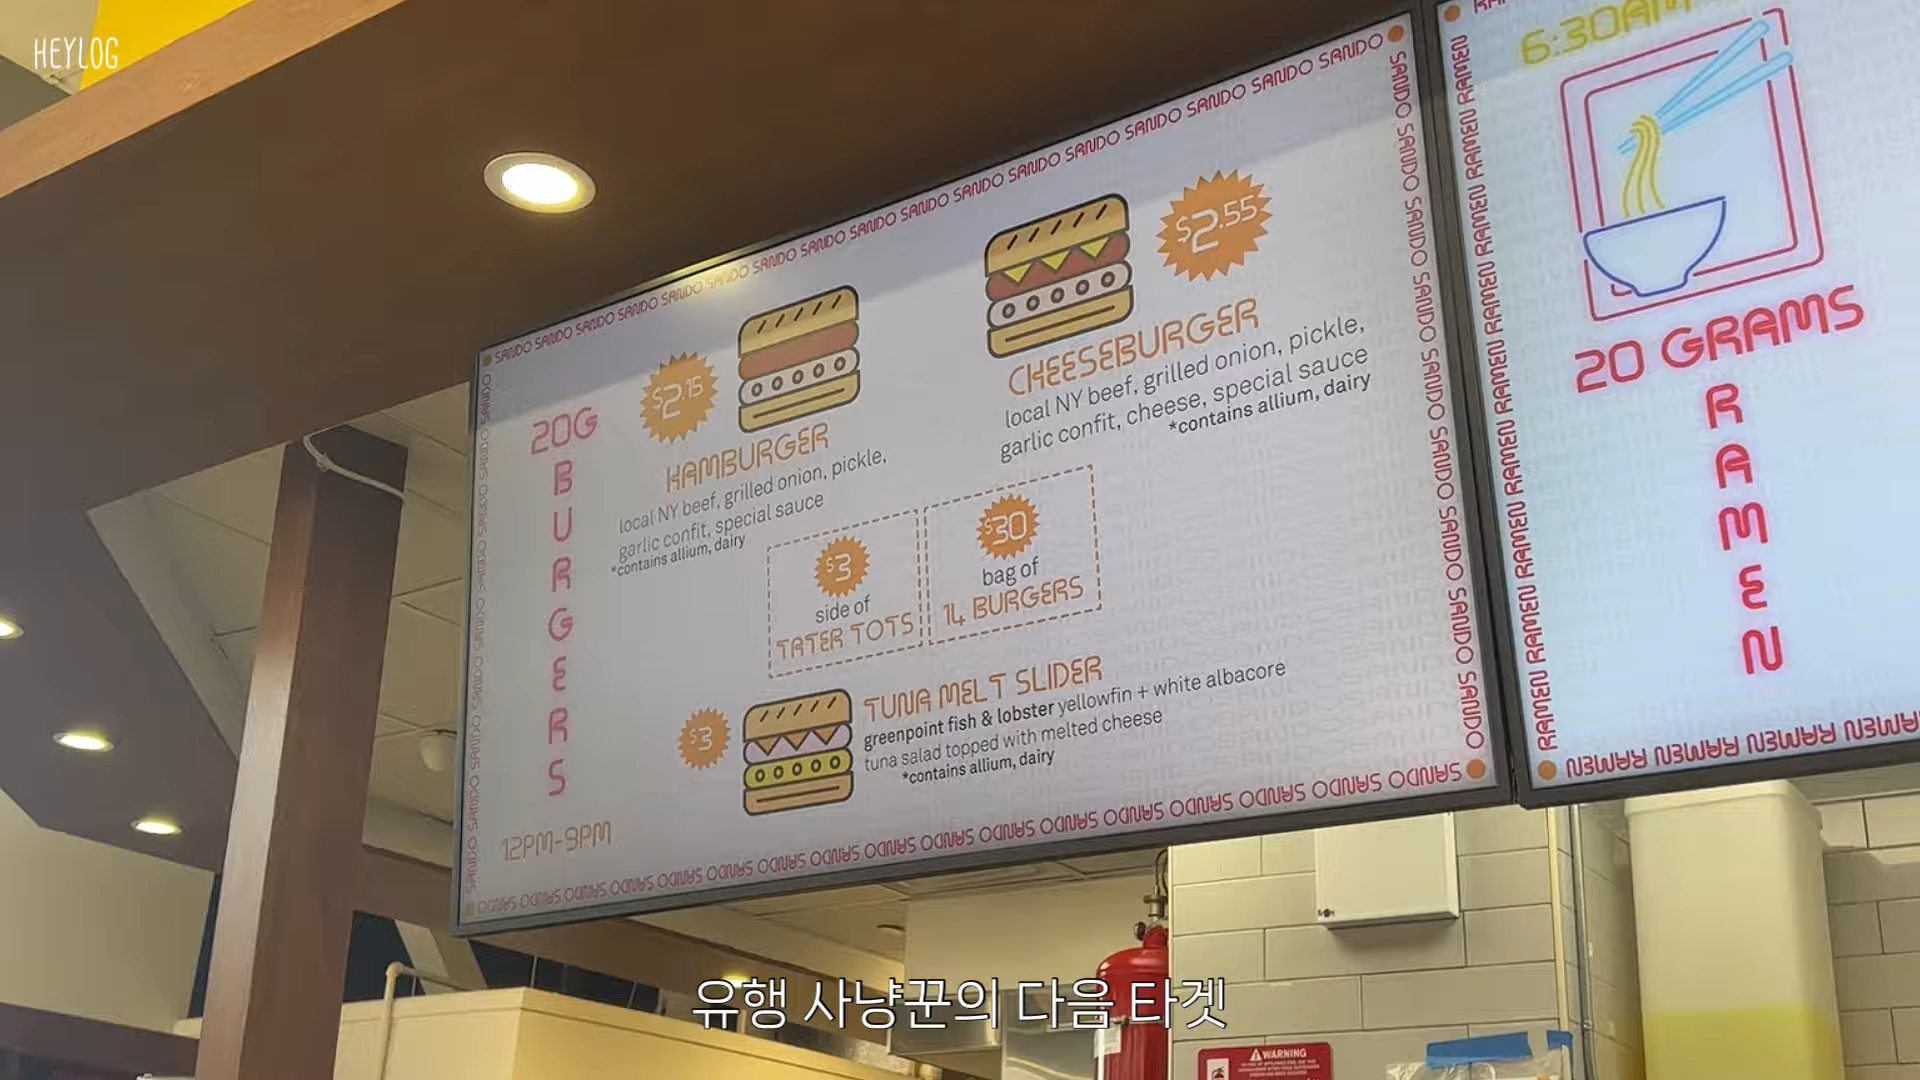 HEYLOG
SANDO SANDO SANDO SANDO SANDO SANDO SANDO SANDO SANDO SANDO SANDO SANDO SANDO SANDO SANDO
20G
BURGERS
12PM-9PM
$2.15
HAMBURGER
local NY beef, grilled onion, pickle,
garlic confit, special sauce
*contains allium, dairy
$2.55
CHEESEBURGER
local NY beef, grilled onion, pickle,
garlic confit, cheese, special sauce
*contains allium, dairy
$3
side of
TATER TOTS
$30
bag of
14 BURGERS
$3
TUNA MELT SLIDER
greenpoint fish & lobster yellowfin + white albacore
tuna salad topped with melted cheese
*contains allium, dairy
6:30AM
20 GRAMS
RAMEN
RAMEN RAMEN RAMEN RAMEN RAMEN RAMEN RAMEN RAMEN RAMEN RAMEN
유행 사냥꾼의 다음 타겟
WARNING